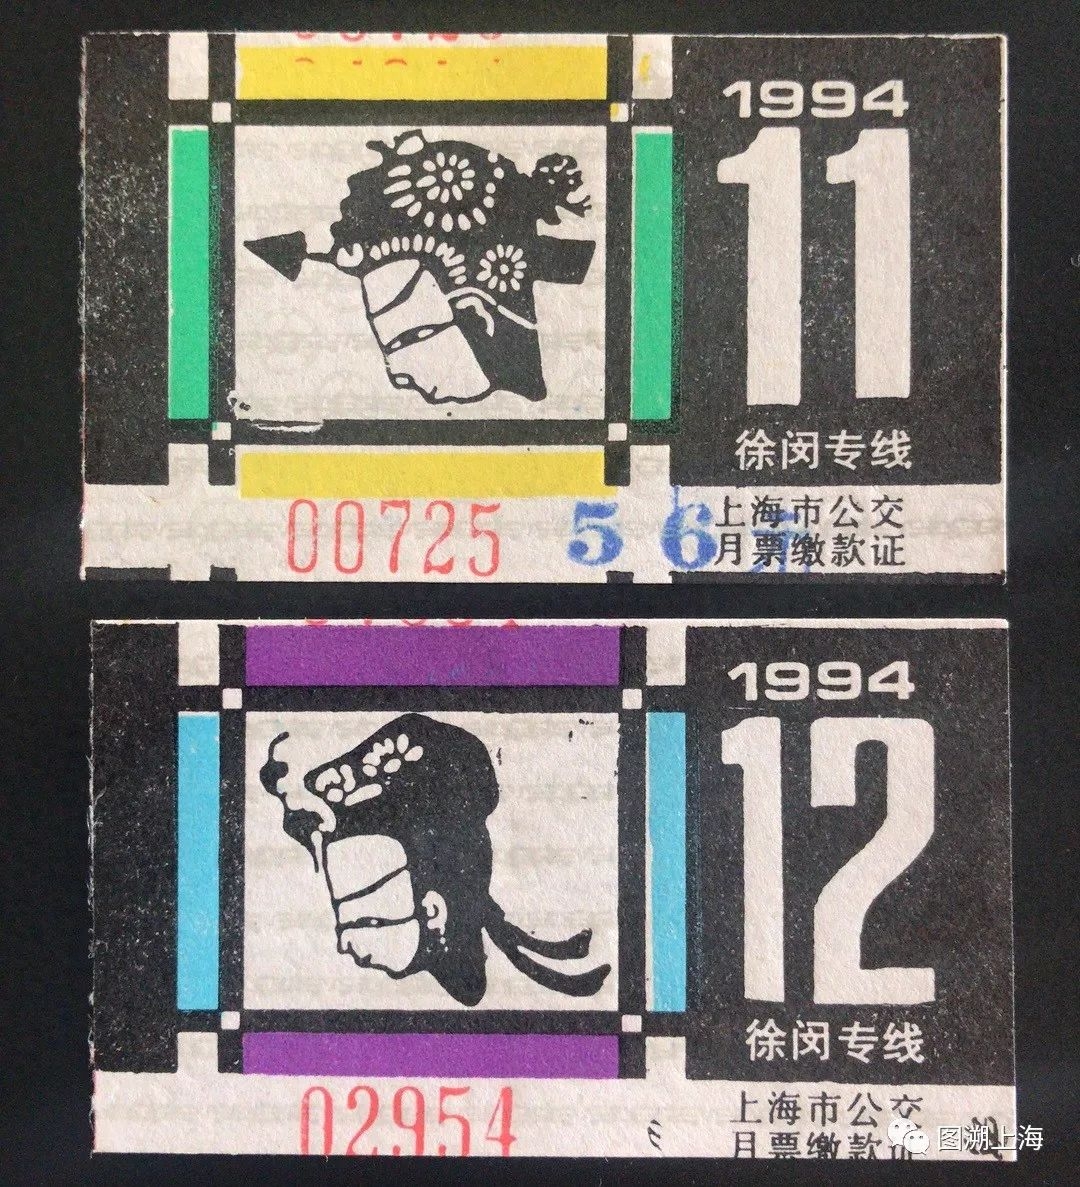 1994
11
徐闵专线
00725
5 6元
上海市公交
月票缴款证
1994
12
徐闵专线
02954
上海市公交
月票缴款证
图溯上海